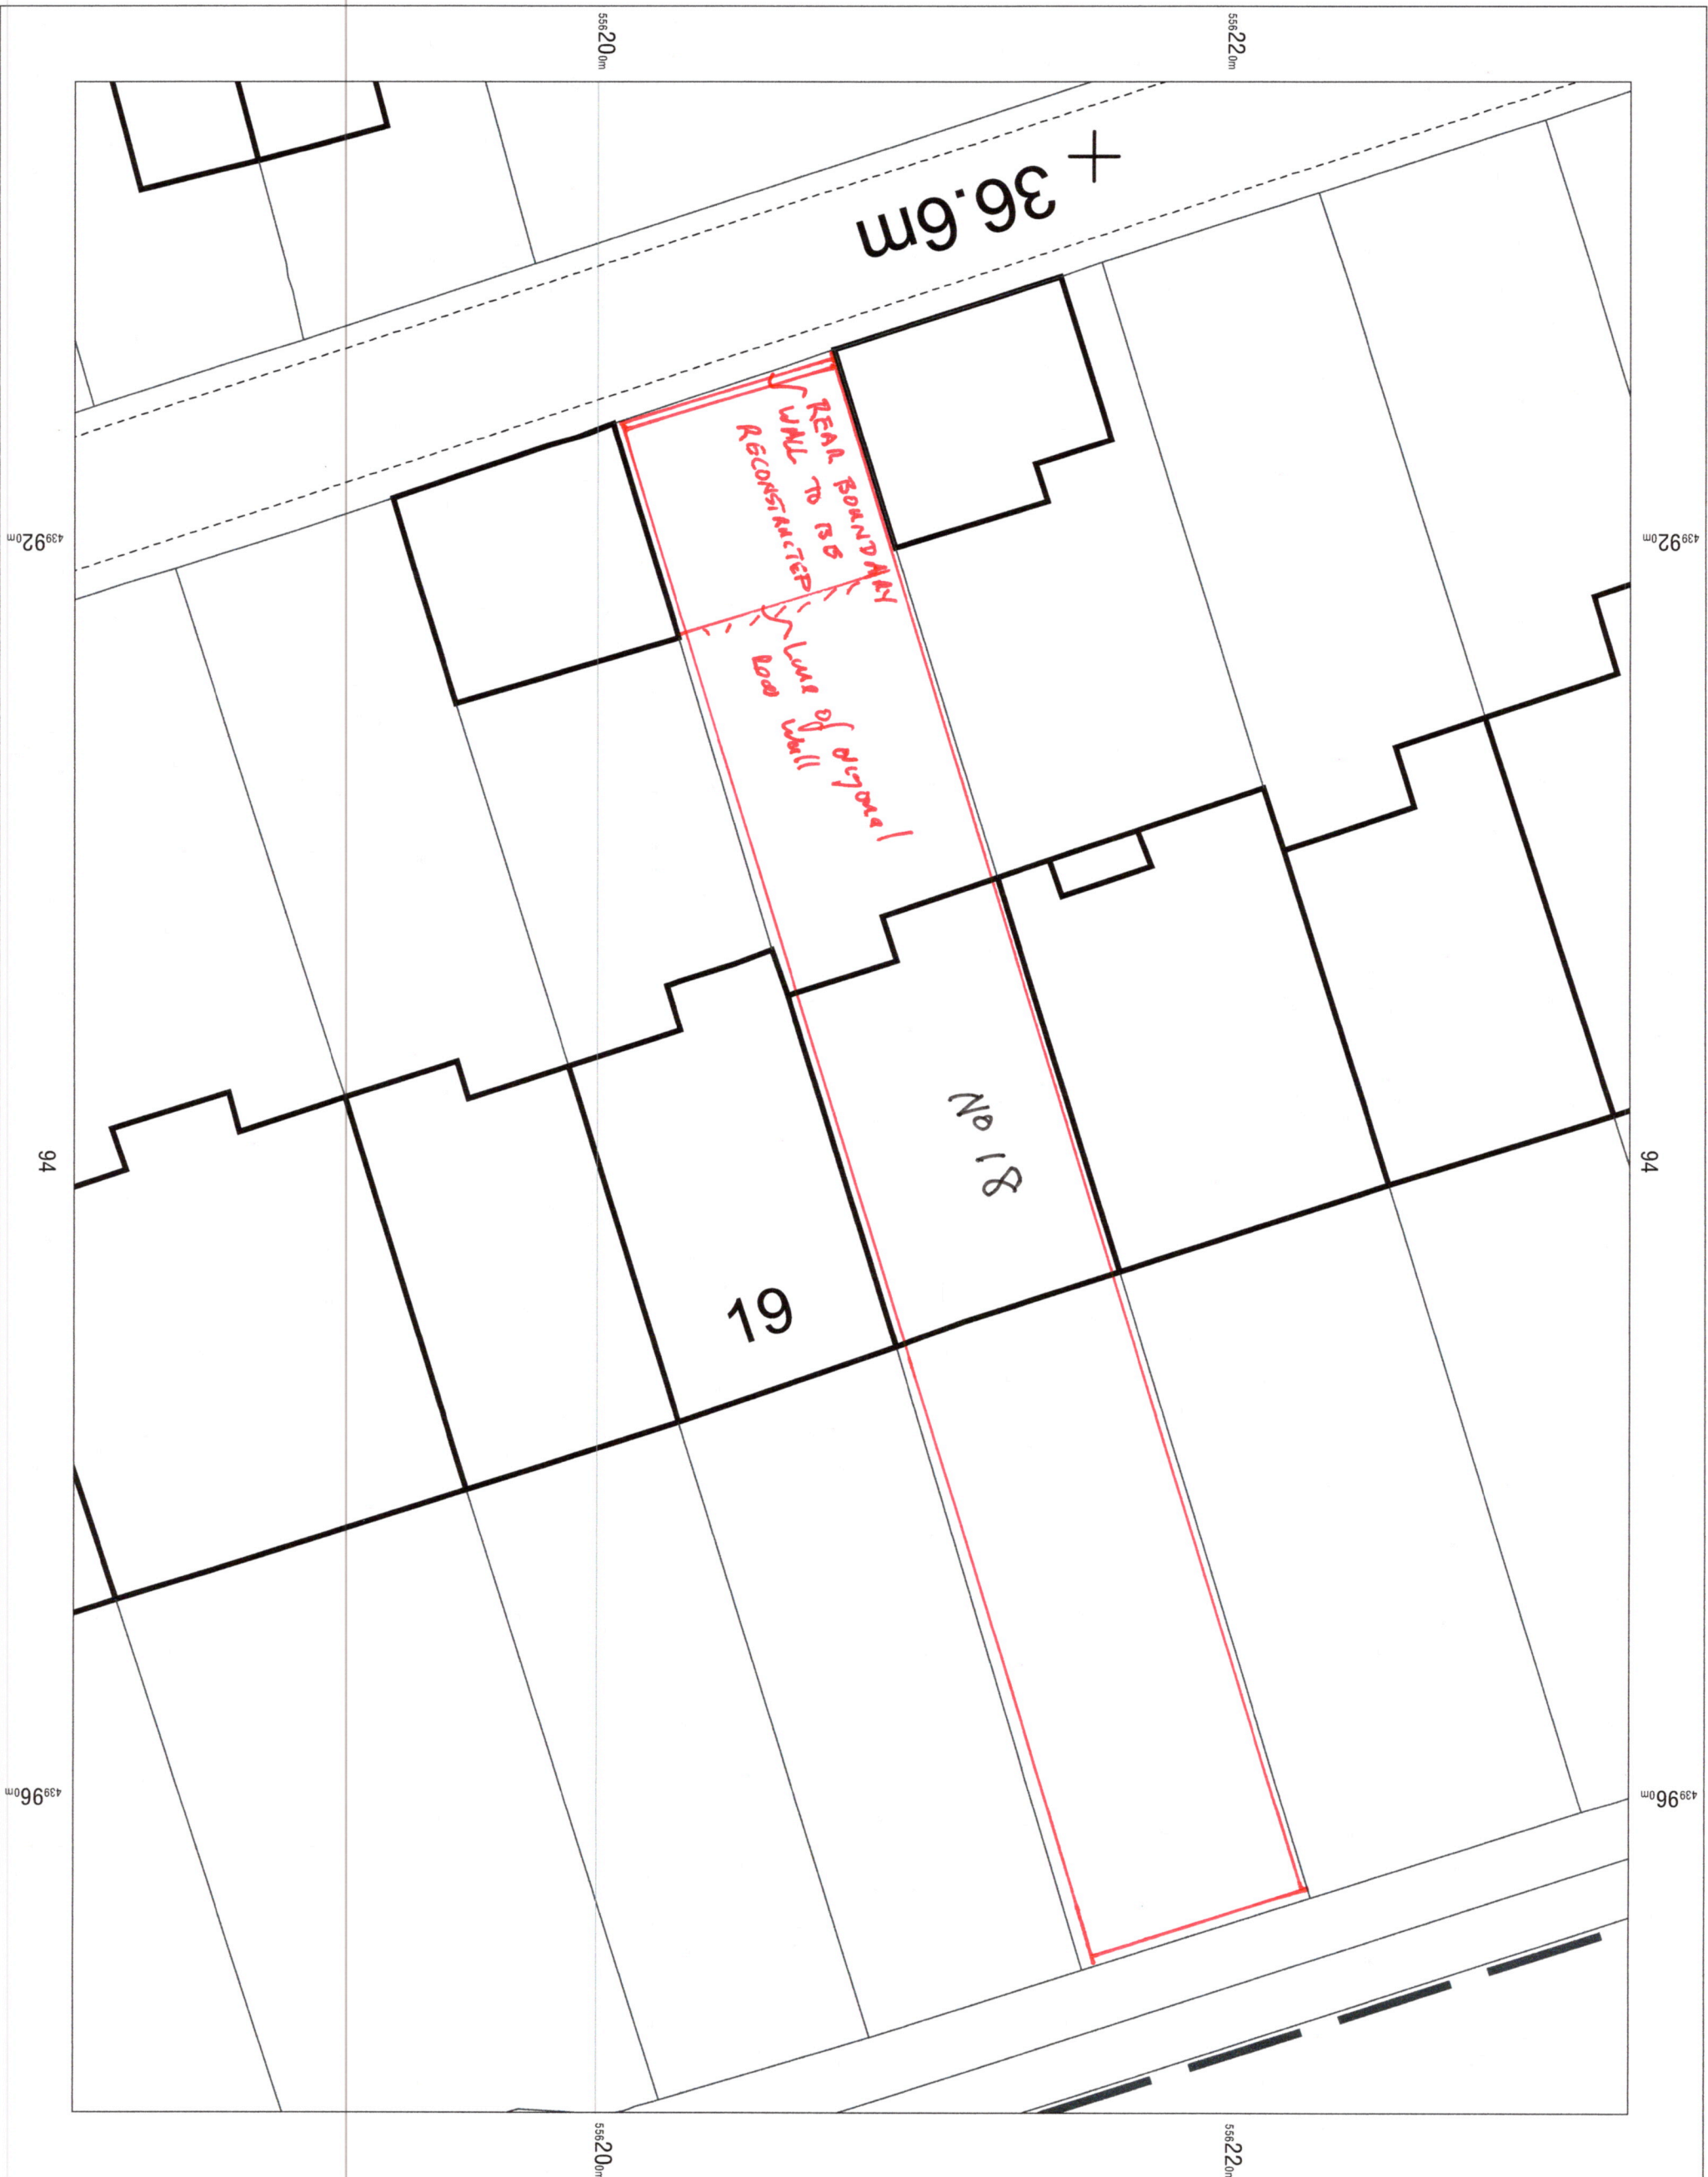 ⁵⁵⁶20⁰ᵐ
⁵⁵⁶22⁰ᵐ
36.6m
REAR BOUNDARY
WALL TO BE
RECONSTRUCTED
Line of original
wall
⁴³⁹92⁰ᵐ
⁴³⁹92⁰ᵐ
94
94
No 18
19
⁴³⁹96⁰ᵐ
⁴³⁹96⁰ᵐ
⁵⁵⁶20⁰ᵐ
⁵⁵⁶22⁰ᵐ